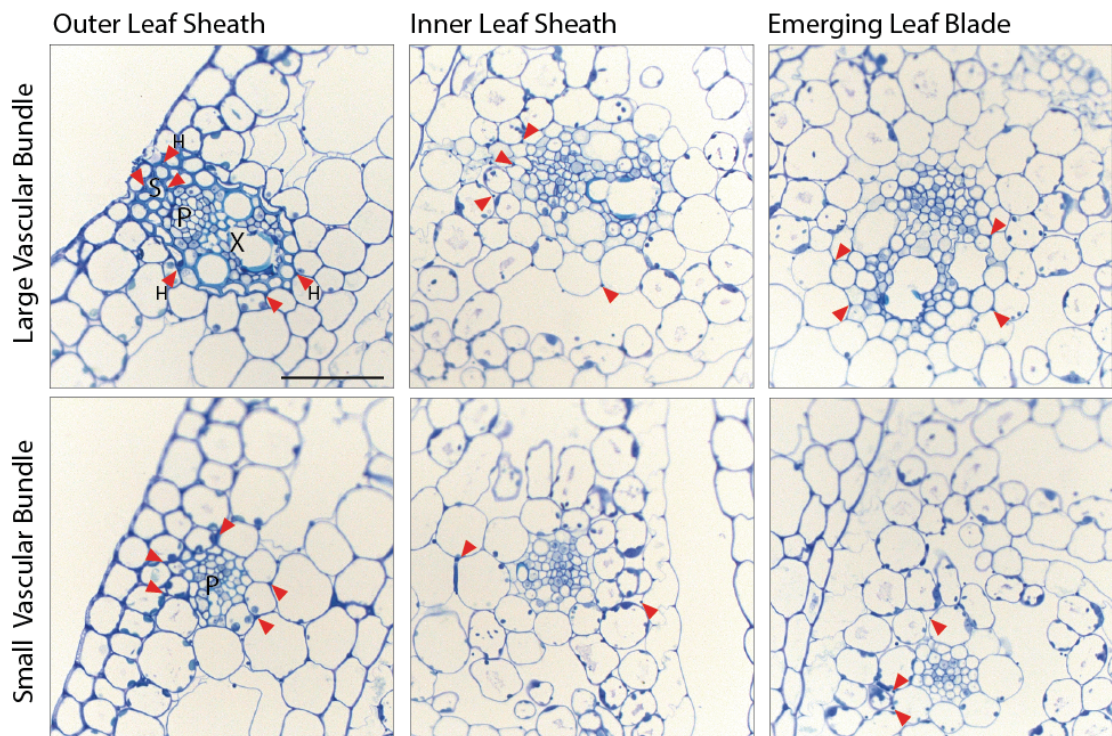 Outer Leaf Sheath
Inner Leaf Sheath
Emerging Leaf Blade
Large Vascular Bundle
H
S
P
X
H
H
Small Vascular Bundle
P